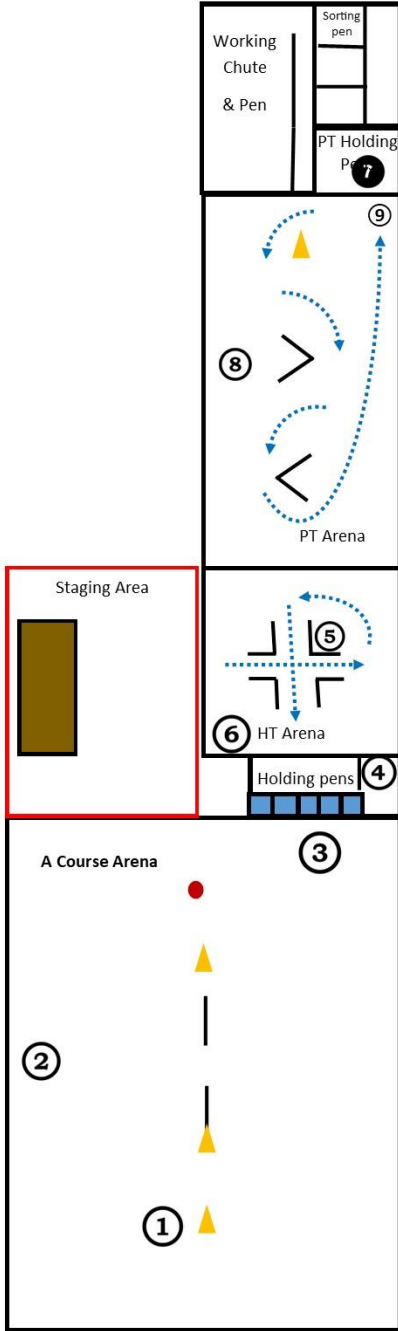 Sorting
pen
Working
Chute
& Pen
PT Holding
7
9
8
PT Arena
Staging Area
5
6
HT Arena
4
Holding pens
3
A Course Arena
2
1